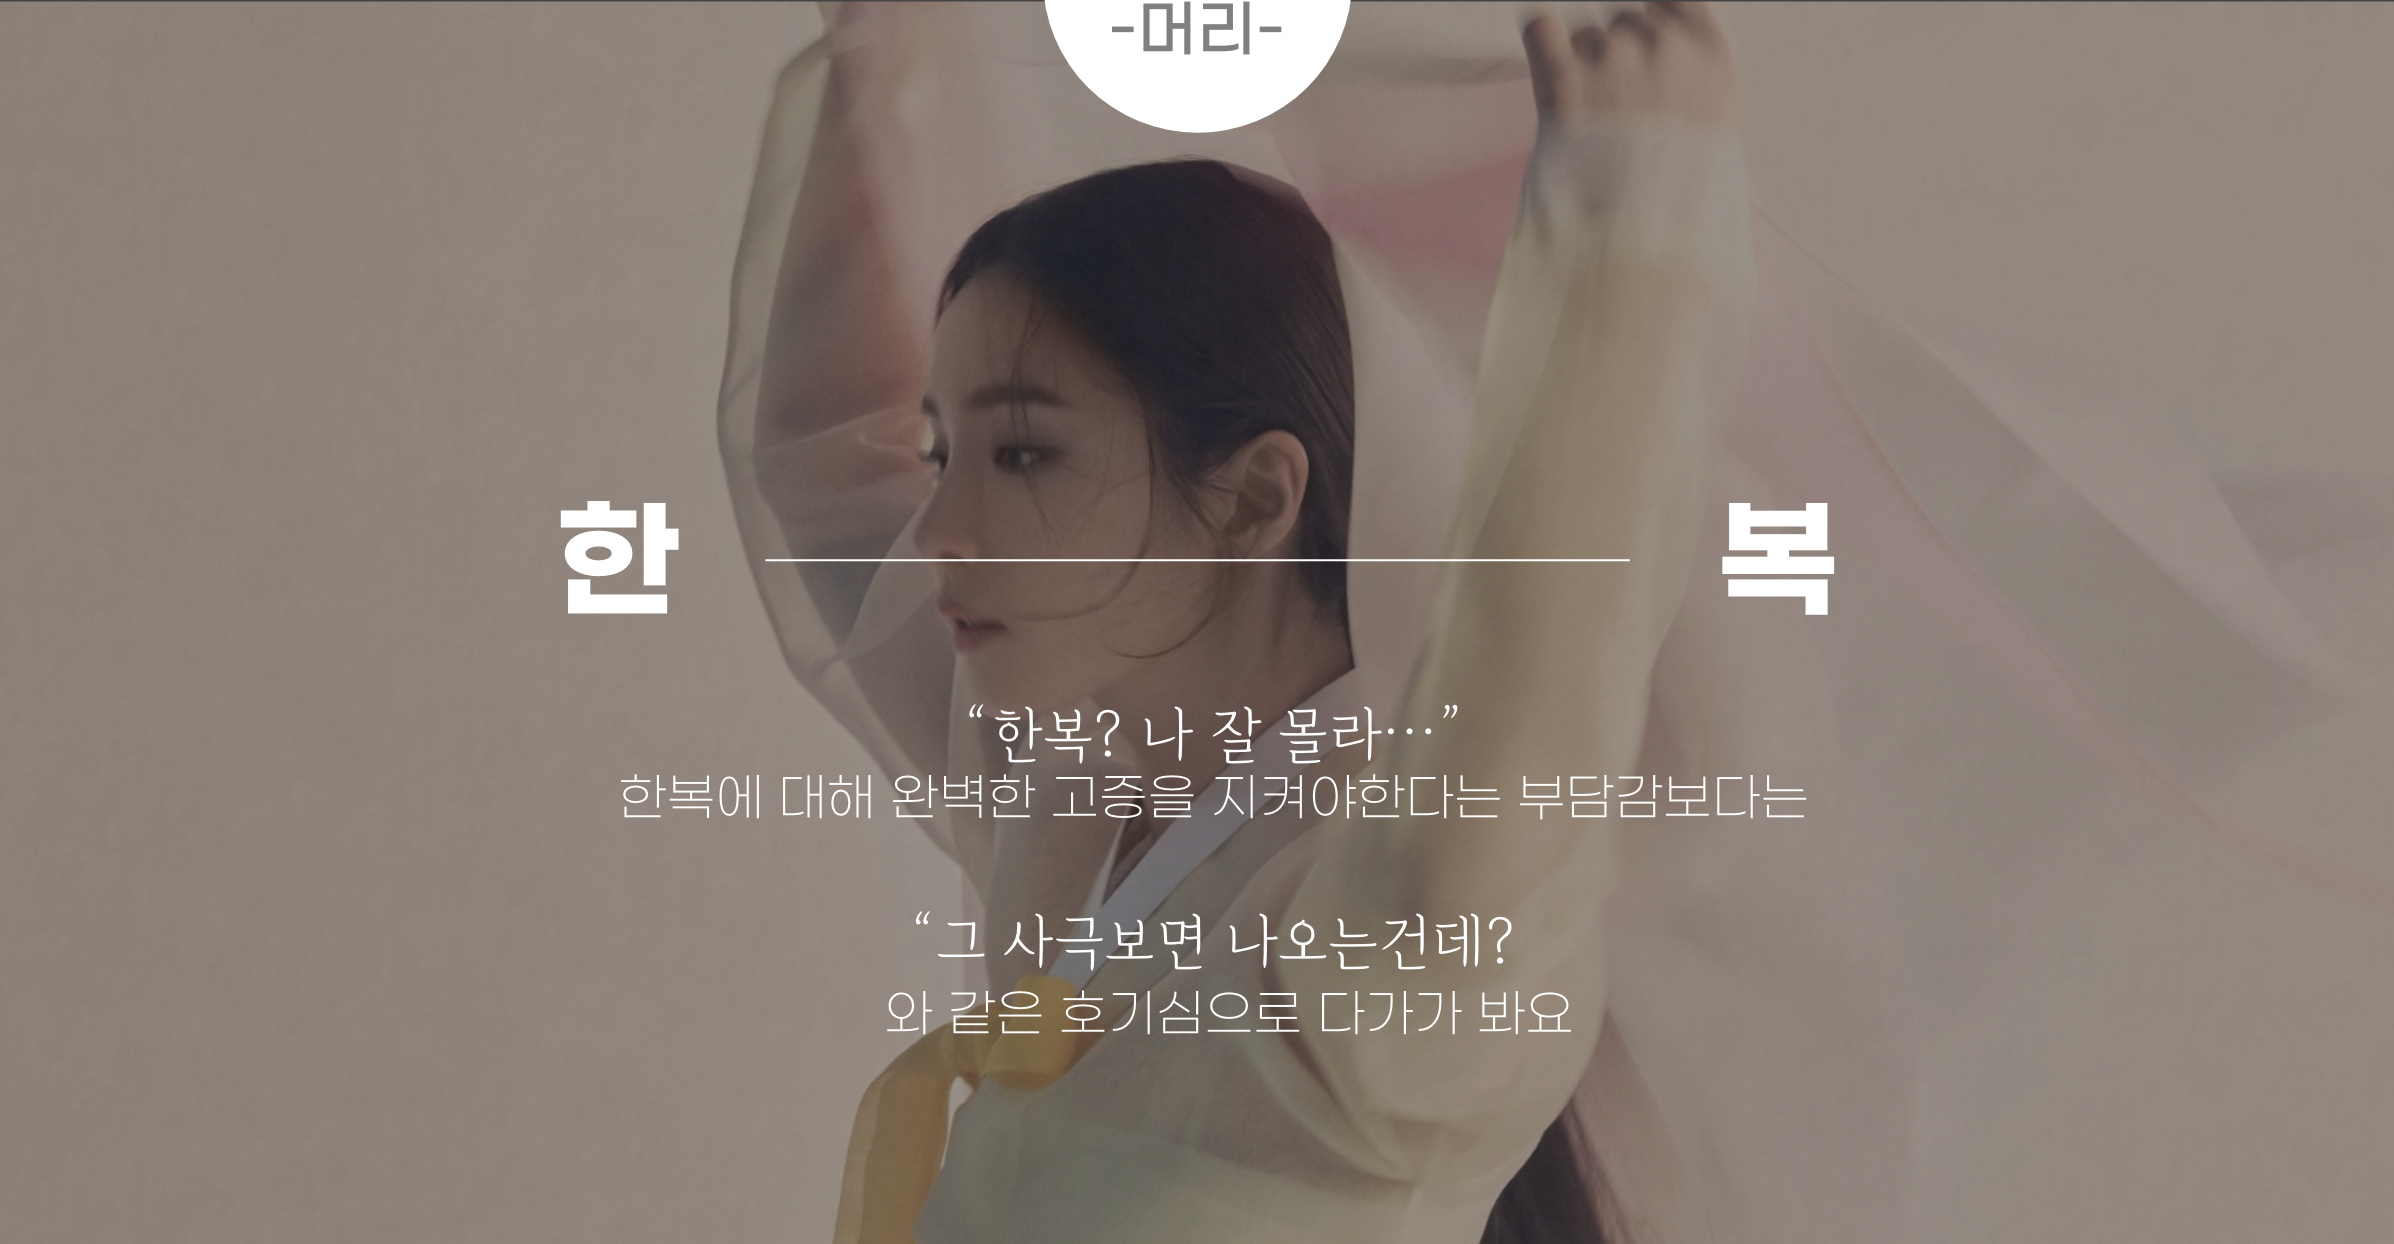 -머리-
한 복
“한복? 나 잘 몰라…”
한복에 대해 완벽한 고증을 지켜야한다는 부담감보다는
“그 사극보면 나오는건데?
와 같은 호기심으로 다가가 봐요